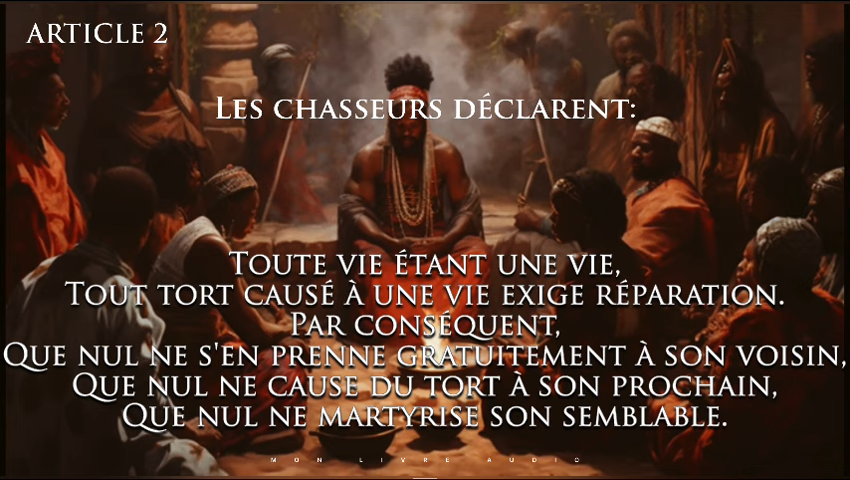 ARTICLE 2
LES CHASSEURS DÉCLARENT:
TOUTE VIE ÉTANT UNE VIE,
TOUT TORT CAUSÉ À UNE VIE EXIGE RÉPARATION.
PAR CONSÉQUENT,
QUE NUL NE S'EN PRENNE GRATUITEMENT À SON VOISIN,
QUE NUL NE CAUSE DU TORT À SON PROCHAIN,
QUE NUL NE MARTYRISE SON SEMBLABLE.
MON LIVRE AUDIO